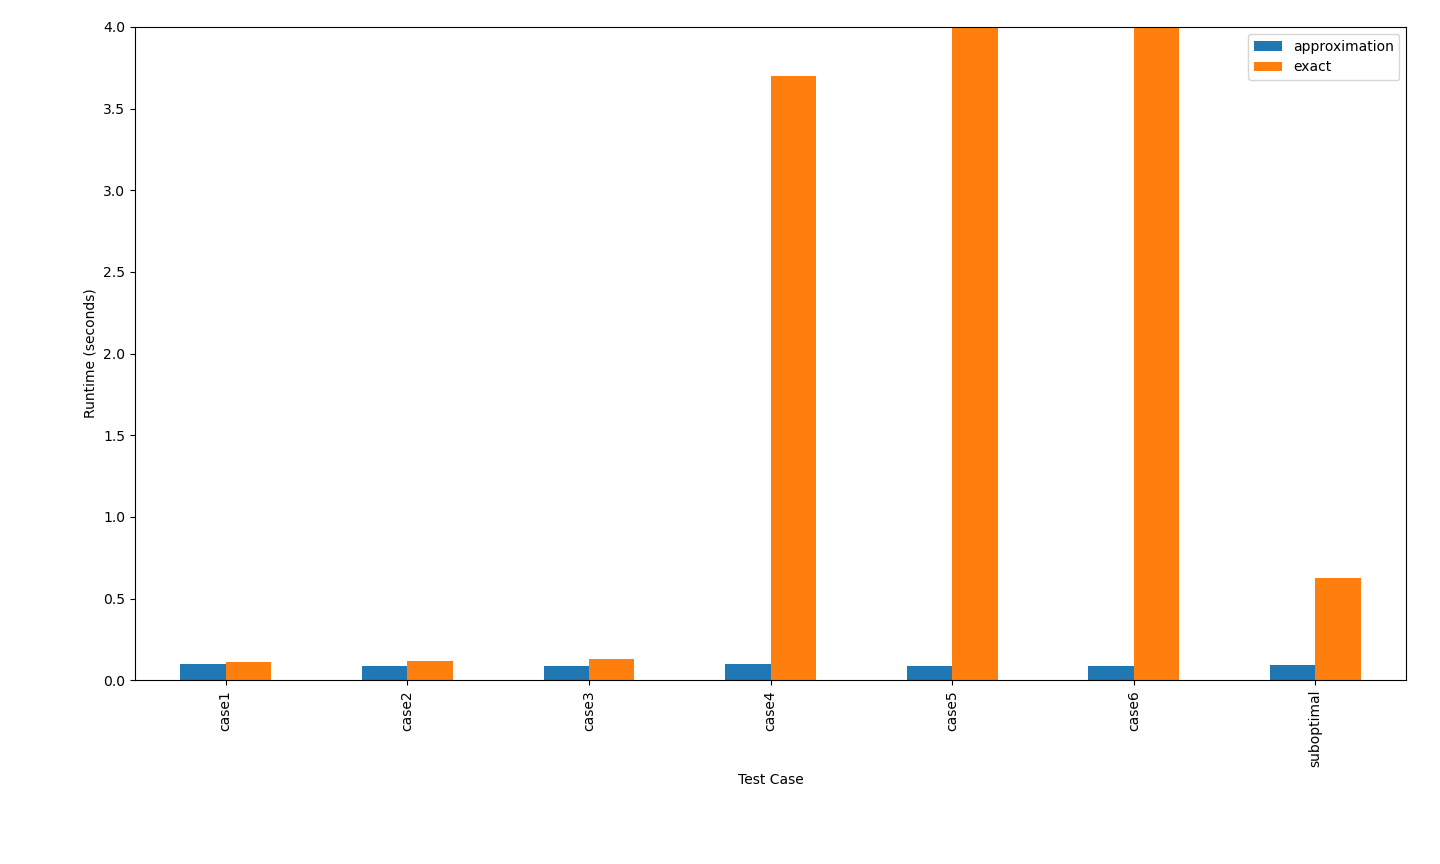 4.0
3.5
3.0
2.5
2.0
1.5
1.0
0.5
0.0
Runtime (seconds)
approximation
exact
case1
case2
case3
case4
case5
case6
suboptimal
Test Case